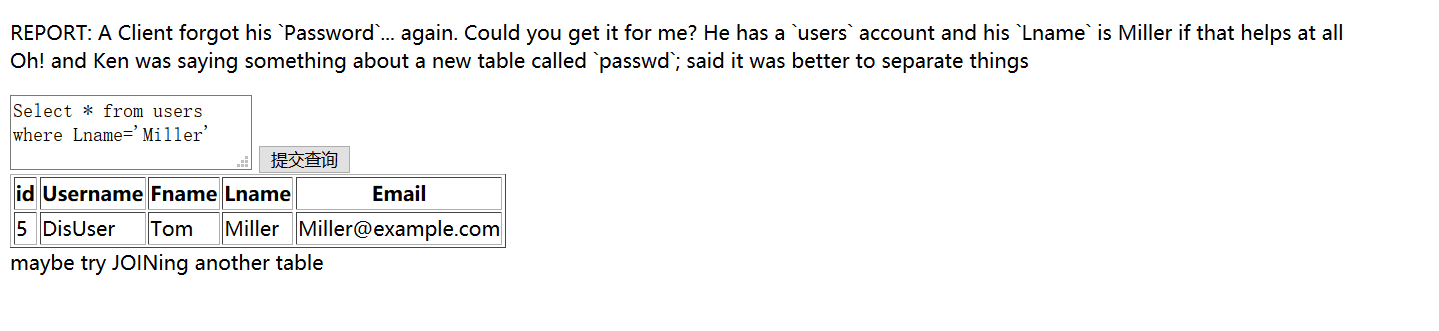 REPORT: A Client forgot his `Password`... again. Could you get it for me? He has a `users` account and his `Lname` is Miller if that helps at all
Oh! and Ken was saying something about a new table called `passwd`; said it was better to separate things
Select * from users
where Lname='Miller'
提交查询
id Username Fname Lname Email
5 DisUser Tom Miller Miller@example.com
maybe try JOINing another table